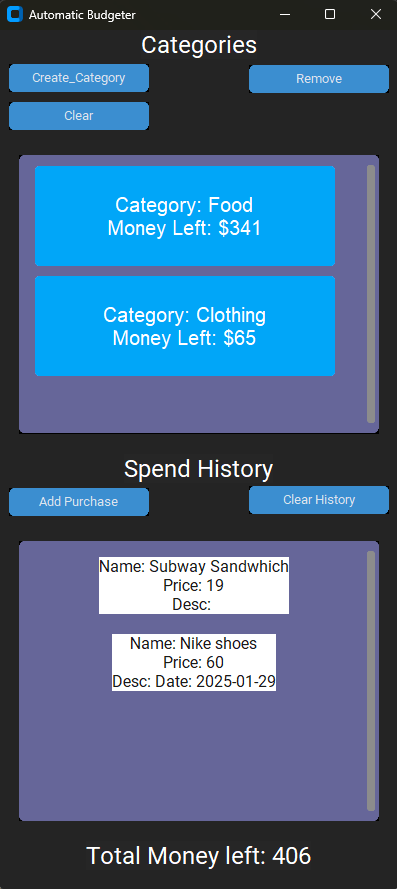 Automatic Budgeter
Categories
Create_Category
Remove
Clear
Category: Food
Money Left: $341
Category: Clothing
Money Left: $65
Spend History
Add Purchase
Clear History
Name: Subway Sandwhich
Price: 19
Desc:
Name: Nike shoes
Price: 60
Desc: Date: 2025-01-29
Total Money left: 406